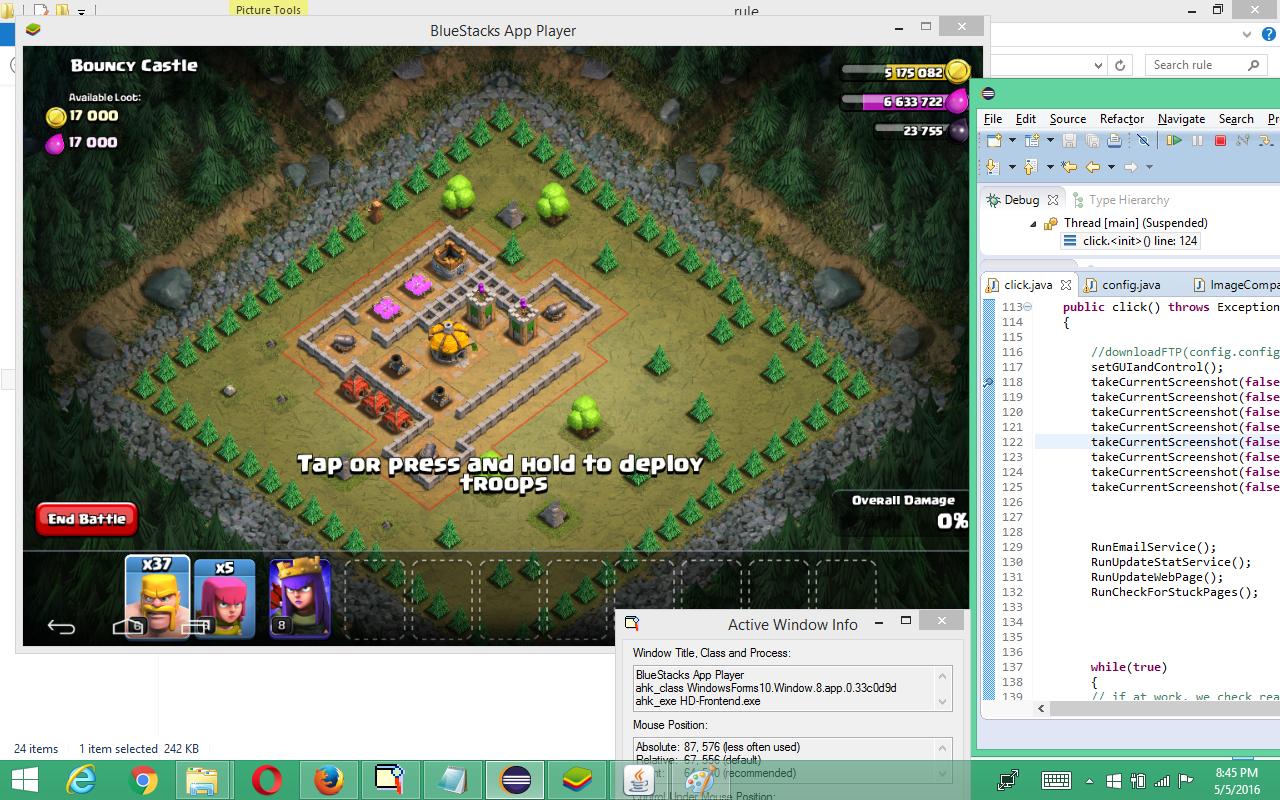 Picture Tools
rule
BlueStacks App Player
Search rule
Bouncy Castle
Available Loot:
17 000
17 000
5 175 082
6 633 722
23 755
Tap or press and hold to deploy
troops
End Battle
Overall Damage
0%
x37
x5
8
File Edit Source Refactor Navigate Search
Debug
Type Hierarchy
Thread [main] (Suspended)
click.<init>() line: 124
click.java
config.java
ImageCompa
113 public click() throws Exception
114 {
115
116 //downloadFTP(config.config
117 setGUIandControl();
118 takeCurrentScreenshot(false
119 takeCurrentScreenshot(false
120 takeCurrentScreenshot(false
121 takeCurrentScreenshot(false
122 takeCurrentScreenshot(false
123 takeCurrentScreenshot(false
124 takeCurrentScreenshot(false
125 takeCurrentScreenshot(false
126
127
128
129 RunEmailService();
130 RunUpdateStatService();
131 RunUpdateWebPage();
132 RunCheckForStuckPages();
133
134
135
136
137 while(true)
138 {
139 // if at work, we check rea
Active Window Info
Window Title, Class and Process:
BlueStacks App Player
ahk_class WindowsForms10.Window.8.app.0.33c0d9d
ahk_exe HD-Frontend.exe
Mouse Position:
Absolute: 87, 576 (less often used)
Relative: 67, 556 (default)
(recommended)
Control Under Mouse Position:
24 items
1 item selected 242 KB
8:45 PM
5/5/2016